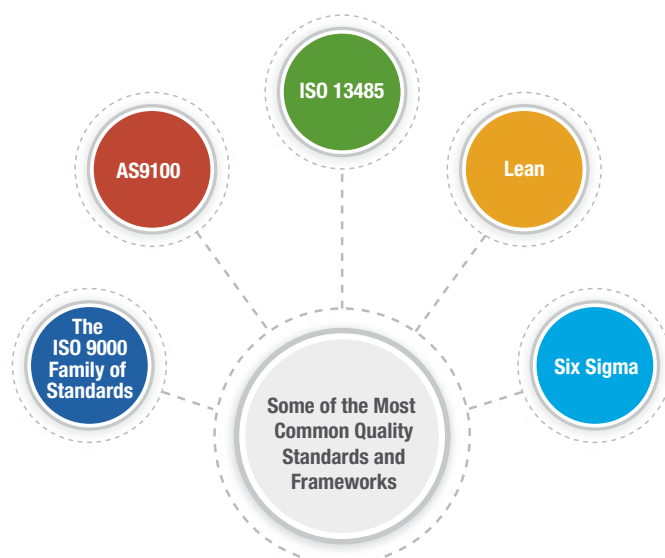 ISO 13485
AS9100
Lean
The
ISO 9000
Family of
Standards
Six Sigma
Some of the Most
Common Quality
Standards and
Frameworks